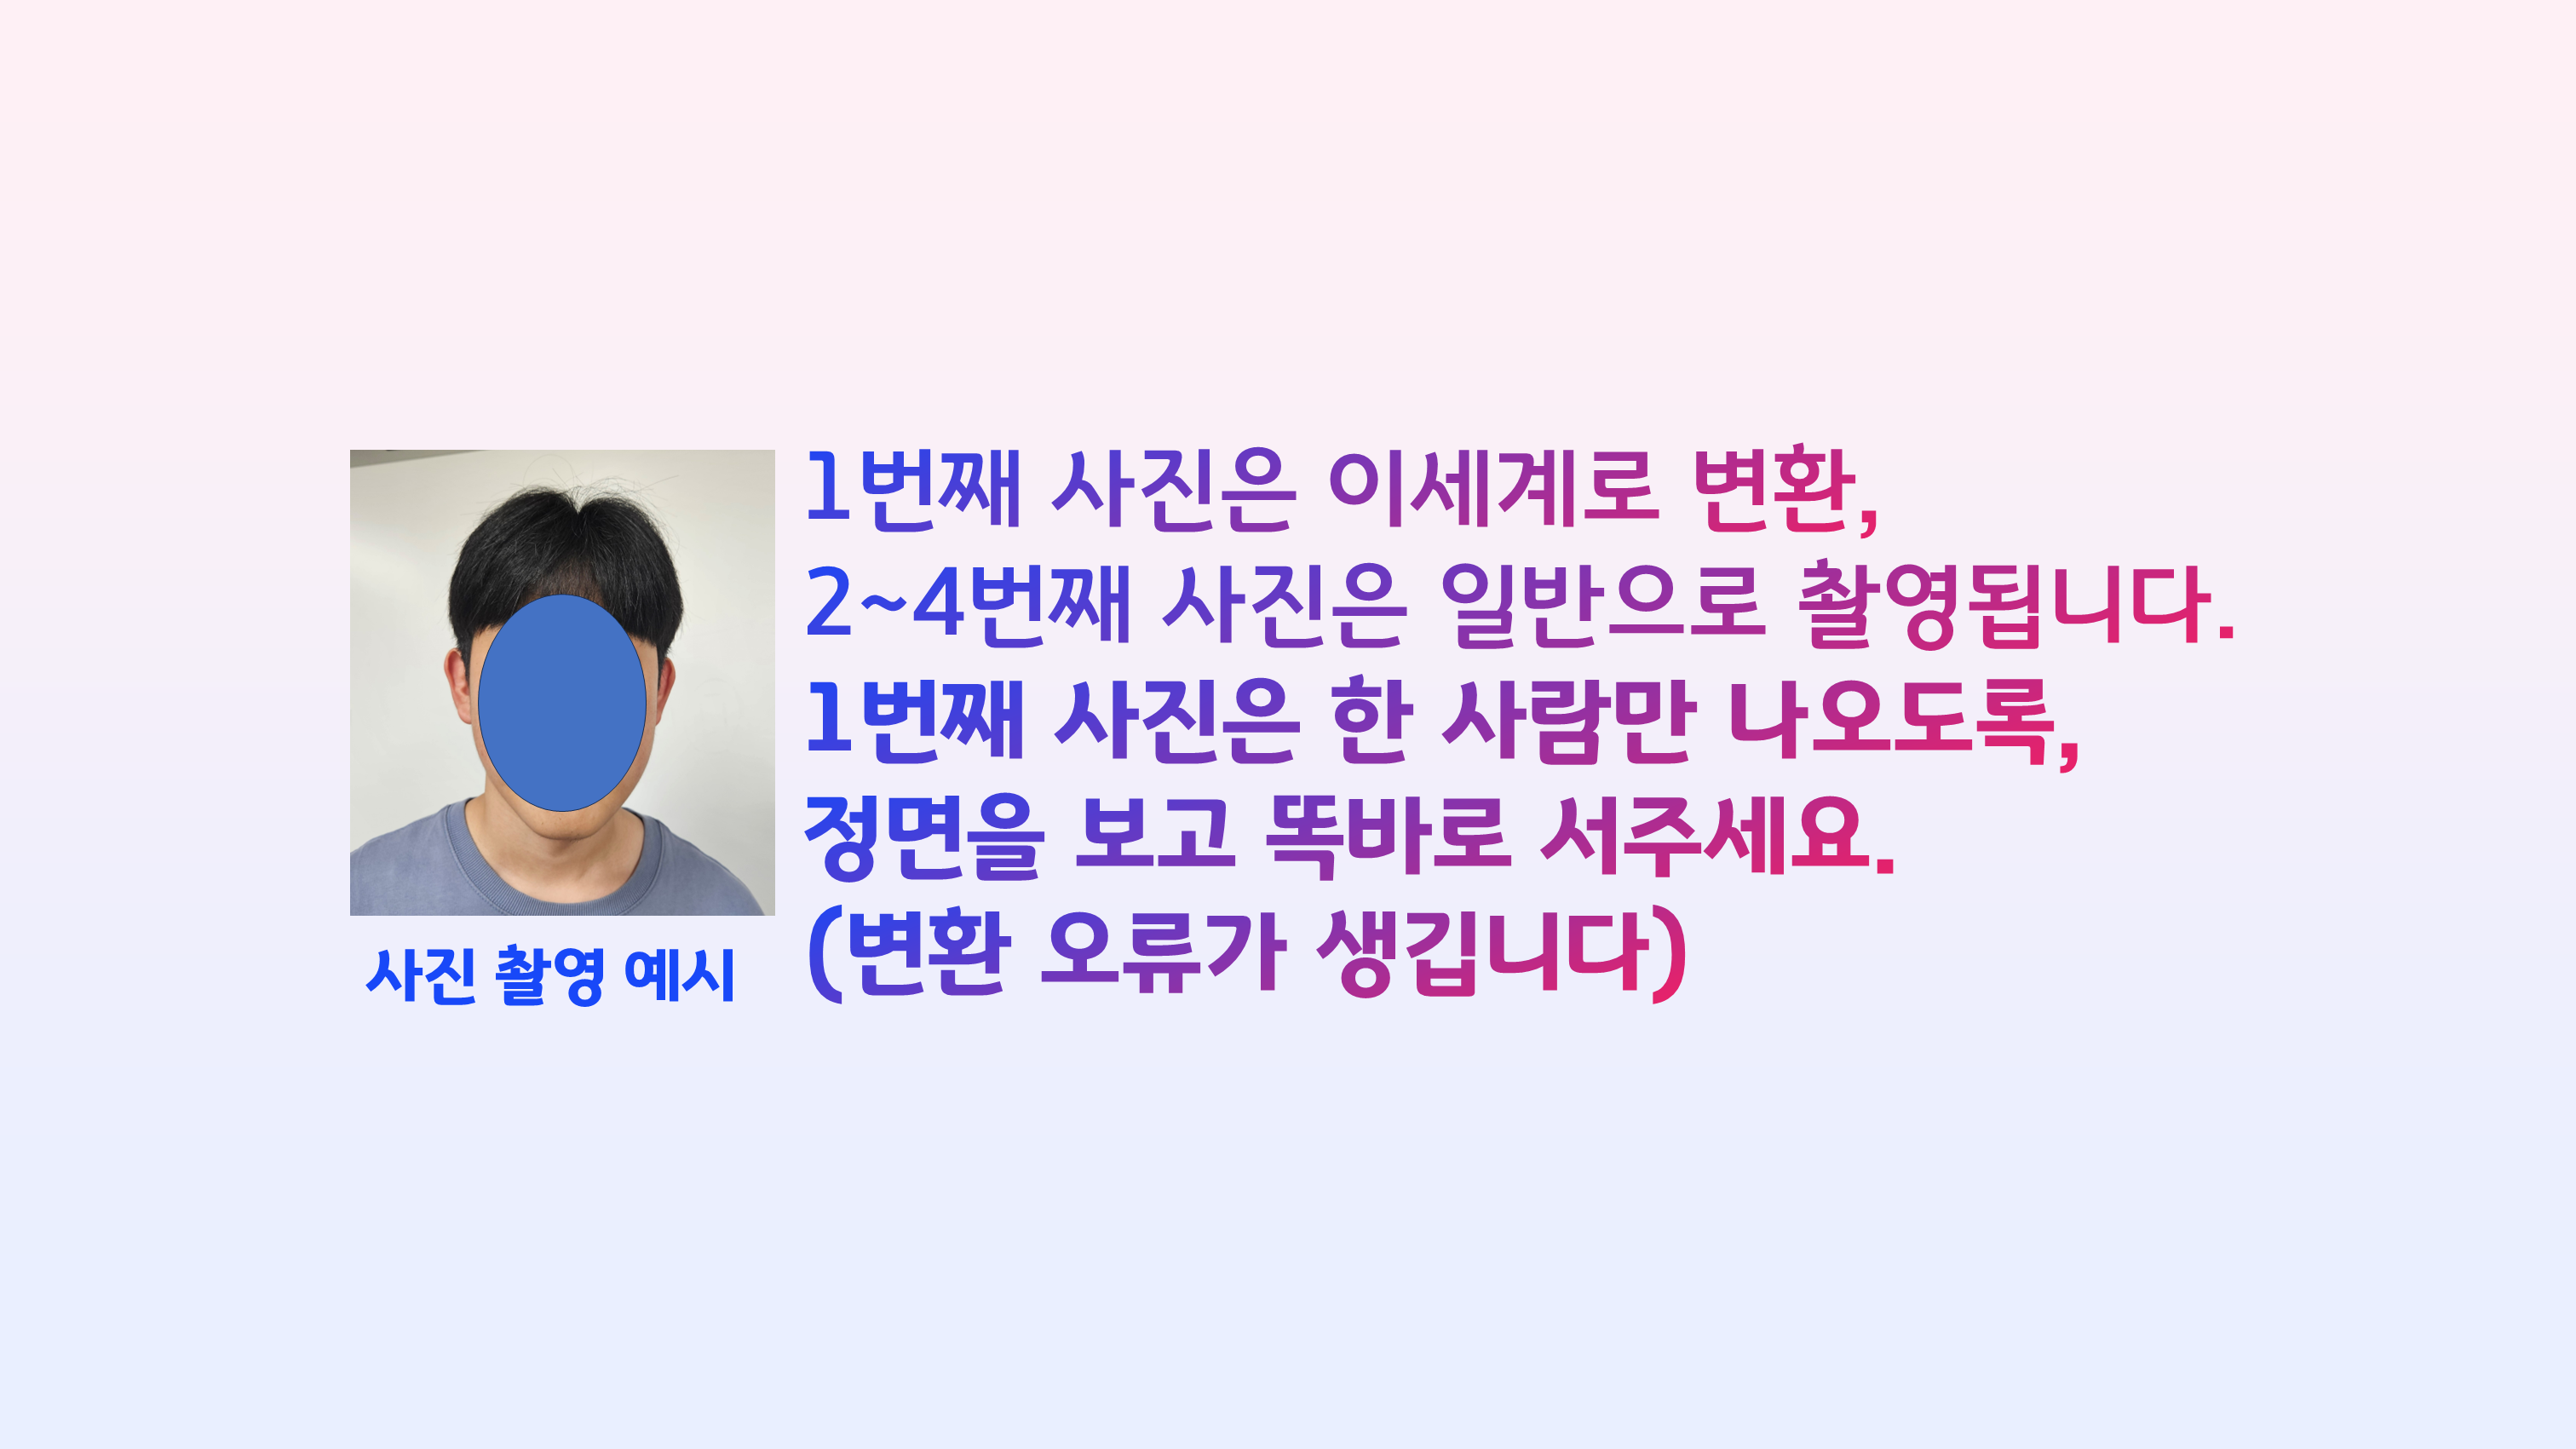 1번째 사진은 이세계로 변환,
2~4번째 사진은 일반으로 촬영됩니다.
1번째 사진은 한 사람만 나오도록,
정면을 보고 똑바로 서주세요.
(변환 오류가 생깁니다)
사진 촬영 예시